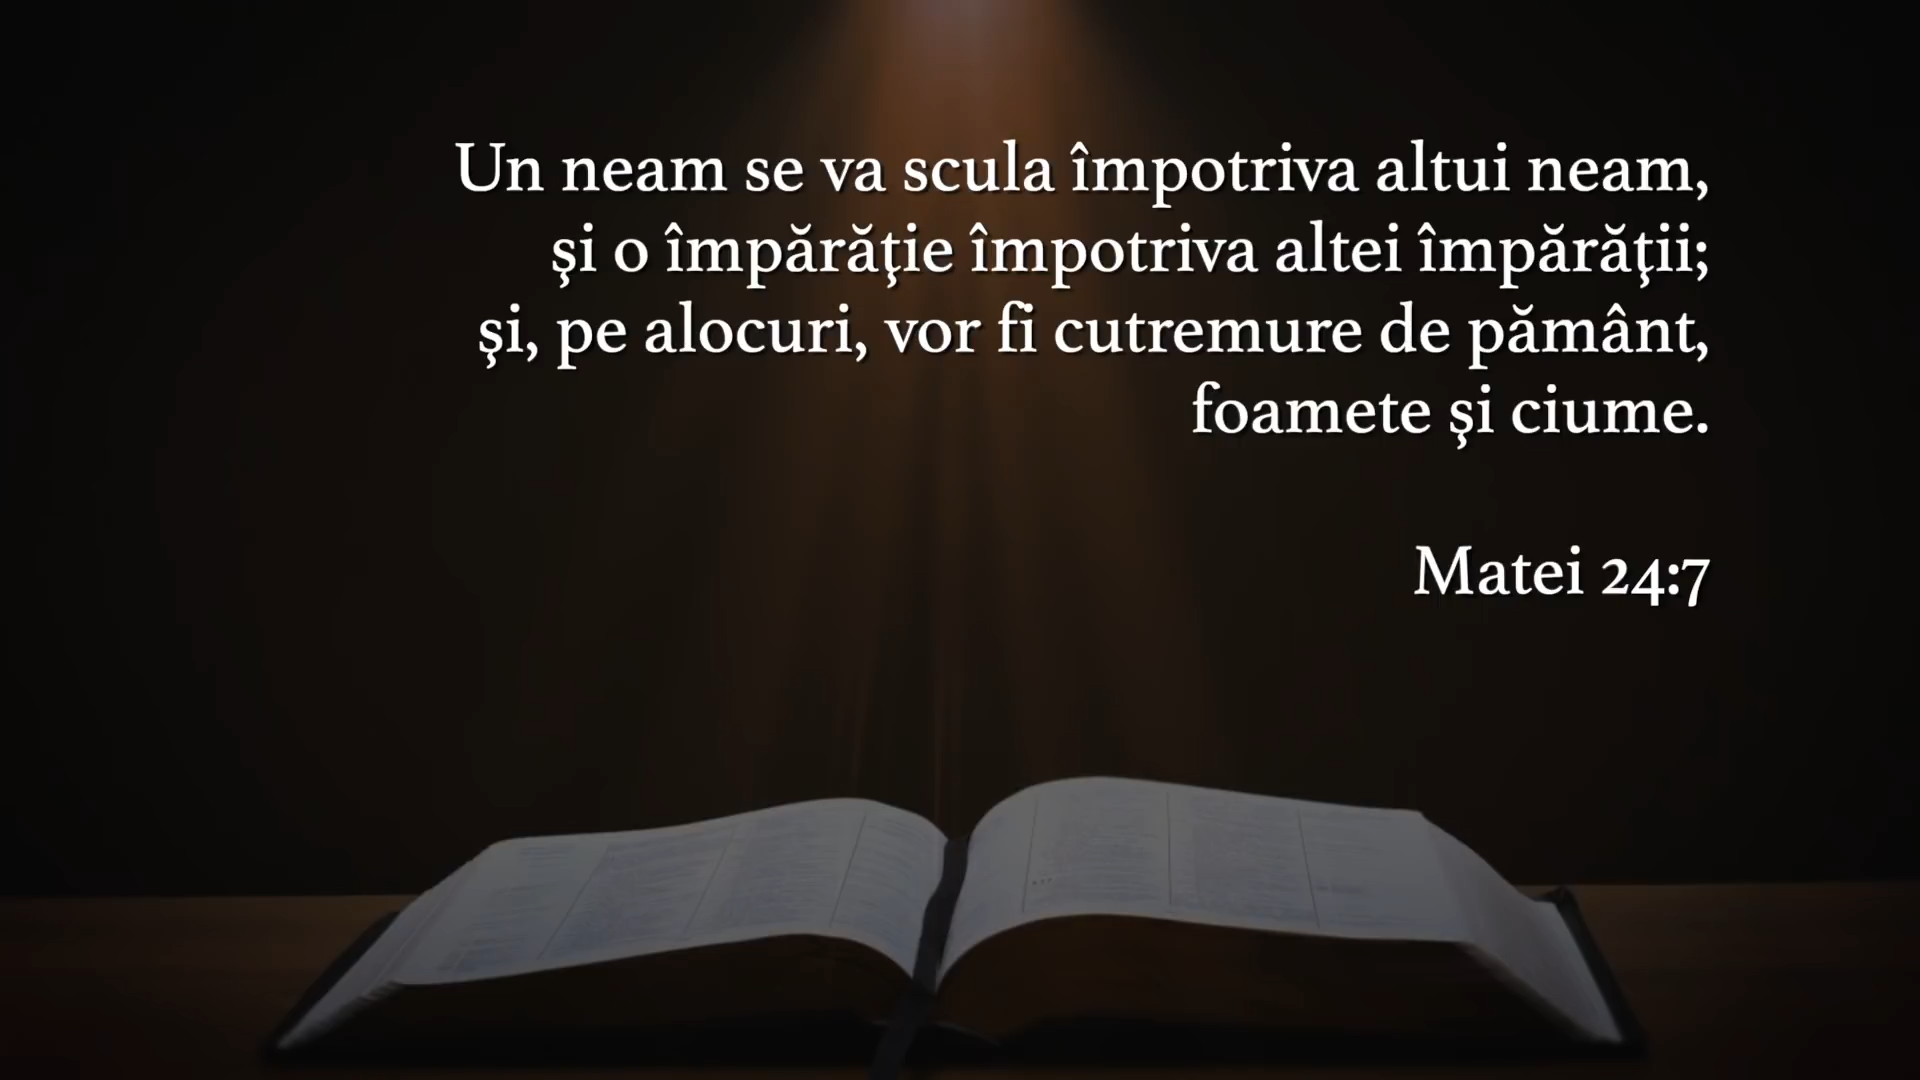 Un neam se va scula împotriva altui neam,
şi o împărăţie împotriva altei împărăţii;
şi, pe alocuri, vor fi cutremure de pământ,
foamete şi ciume.
Matei 24:7